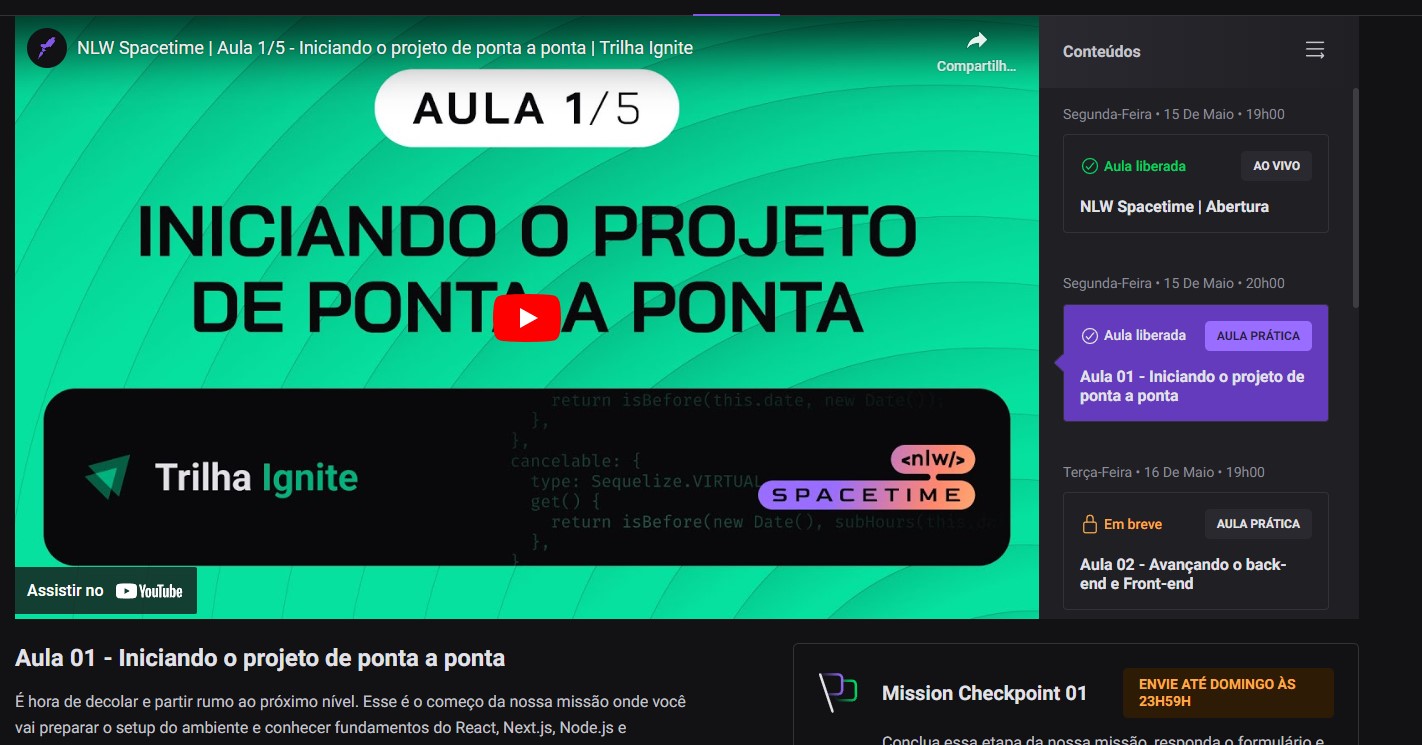 NLW Spacetime | Aula 1/5 - Iniciando o projeto de ponta a ponta | Trilha Ignite
Compartilh...
AULA 1/5
INICIANDO O PROJETO
DE PONTA A PONTA
return isBefore(this.date, new Date());
},
},
cancelable: {
type: Sequelize.VIRTUAL
get() {
return isBefore(new Date(), subHours(this.da
},
}
Trilha Ignite
<nlw/>
SPACETIME
Assistir no YouTube
Conteúdos
Segunda-Feira • 15 De Maio • 19h00
Aula liberada
AO VIVO
NLW Spacetime | Abertura
Segunda-Feira • 15 De Maio • 20h00
Aula liberada
AULA PRÁTICA
Aula 01 - Iniciando o projeto de
ponta a ponta
Terça-Feira • 16 De Maio • 19h00
Em breve
AULA PRÁTICA
Aula 02 - Avançando o back-
end e Front-end
Aula 01 - Iniciando o projeto de ponta a ponta
É hora de decolar e partir rumo ao próximo nível. Esse é o começo da nossa missão onde você
vai preparar o setup do ambiente e conhecer fundamentos do React, Next.js, Node.js e
Mission Checkpoint 01
ENVIE ATÉ DOMINGO ÀS
23H59H
Conclua essa etapa da nossa missão, responda o formulário e